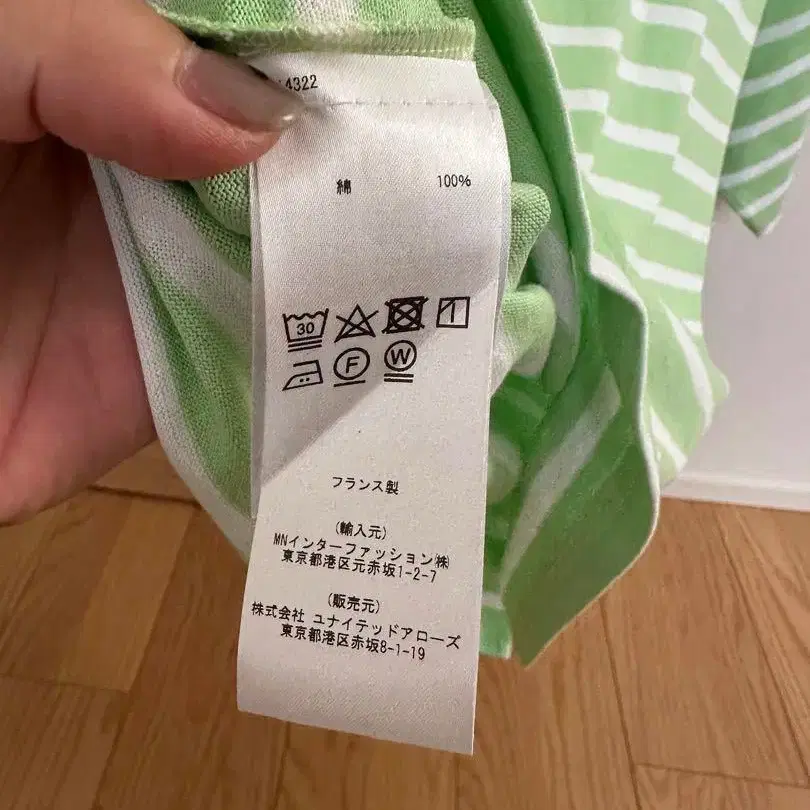 4322
綿 100%
30
F W
フランス製
(輸入元)
MNインターファッション㈱
東京都港区元赤坂1-2-7
(販売元)
株式会社 ユナイテッドアローズ
東京都港区赤坂8-1-19